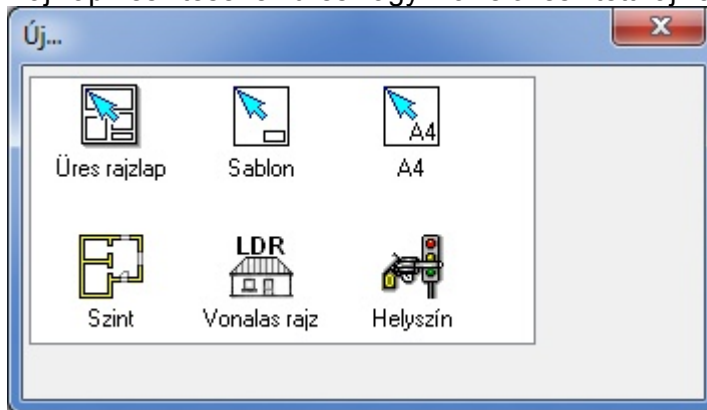 Új...
Üres rajzlap
Sablon
A4
A4
LDR
Szint
Vonalas rajz
Helyszín